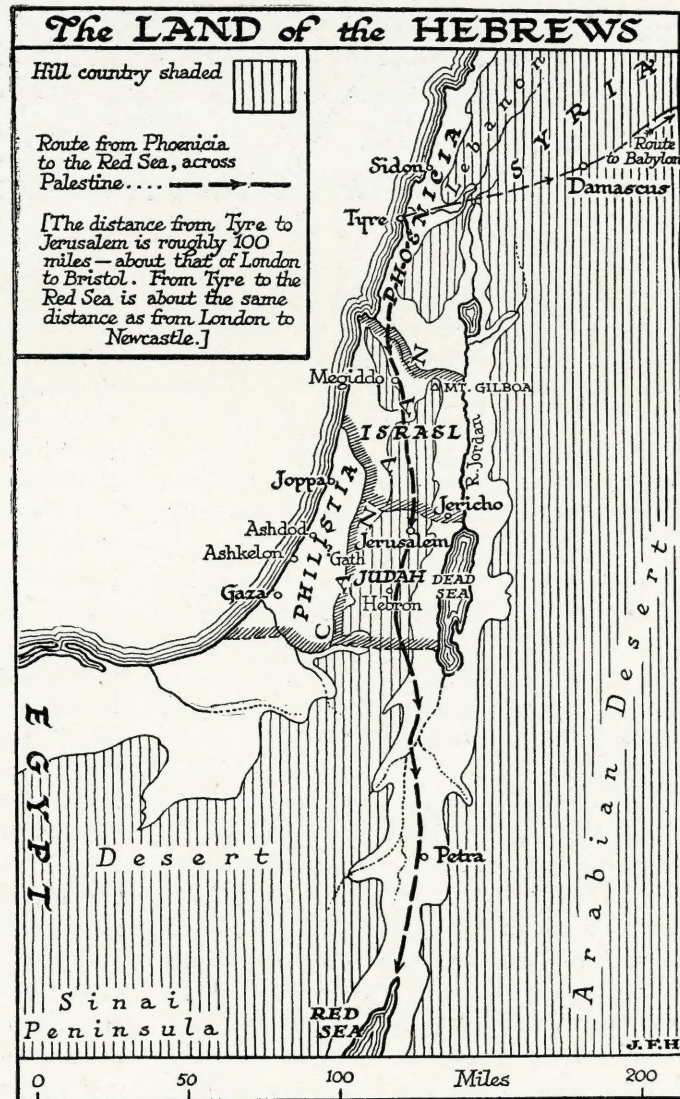 The LAND of the HEBREWS
Hill country shaded
Route from Phoenicia
to the Red Sea, across
Palestine ....
[The distance from Tyre to
Jerusalem is roughly 100
miles — about that of London
to Bristol. From Tyre to the
Red Sea is about the same
distance as from London to
Newcastle.]
Lebanon
SYRIA
PHOENICIA
Sidon
Route
to Babylon
Damascus
Tyre
CANAAN
Megiddo
MT. GILBOA
ISRASL
R. Jordan
Joppa
PHILISTIA
Jericho
Ashdod
Jerusalem
Ashkelon
Gath
JUDAH
DEAD
SEA
Gaza
Hebron
EGYPT
Arabian Desert
Desert
Petra
Sinai
Peninsula
RED
SEA
J.F.H
0 50 100 Miles 200